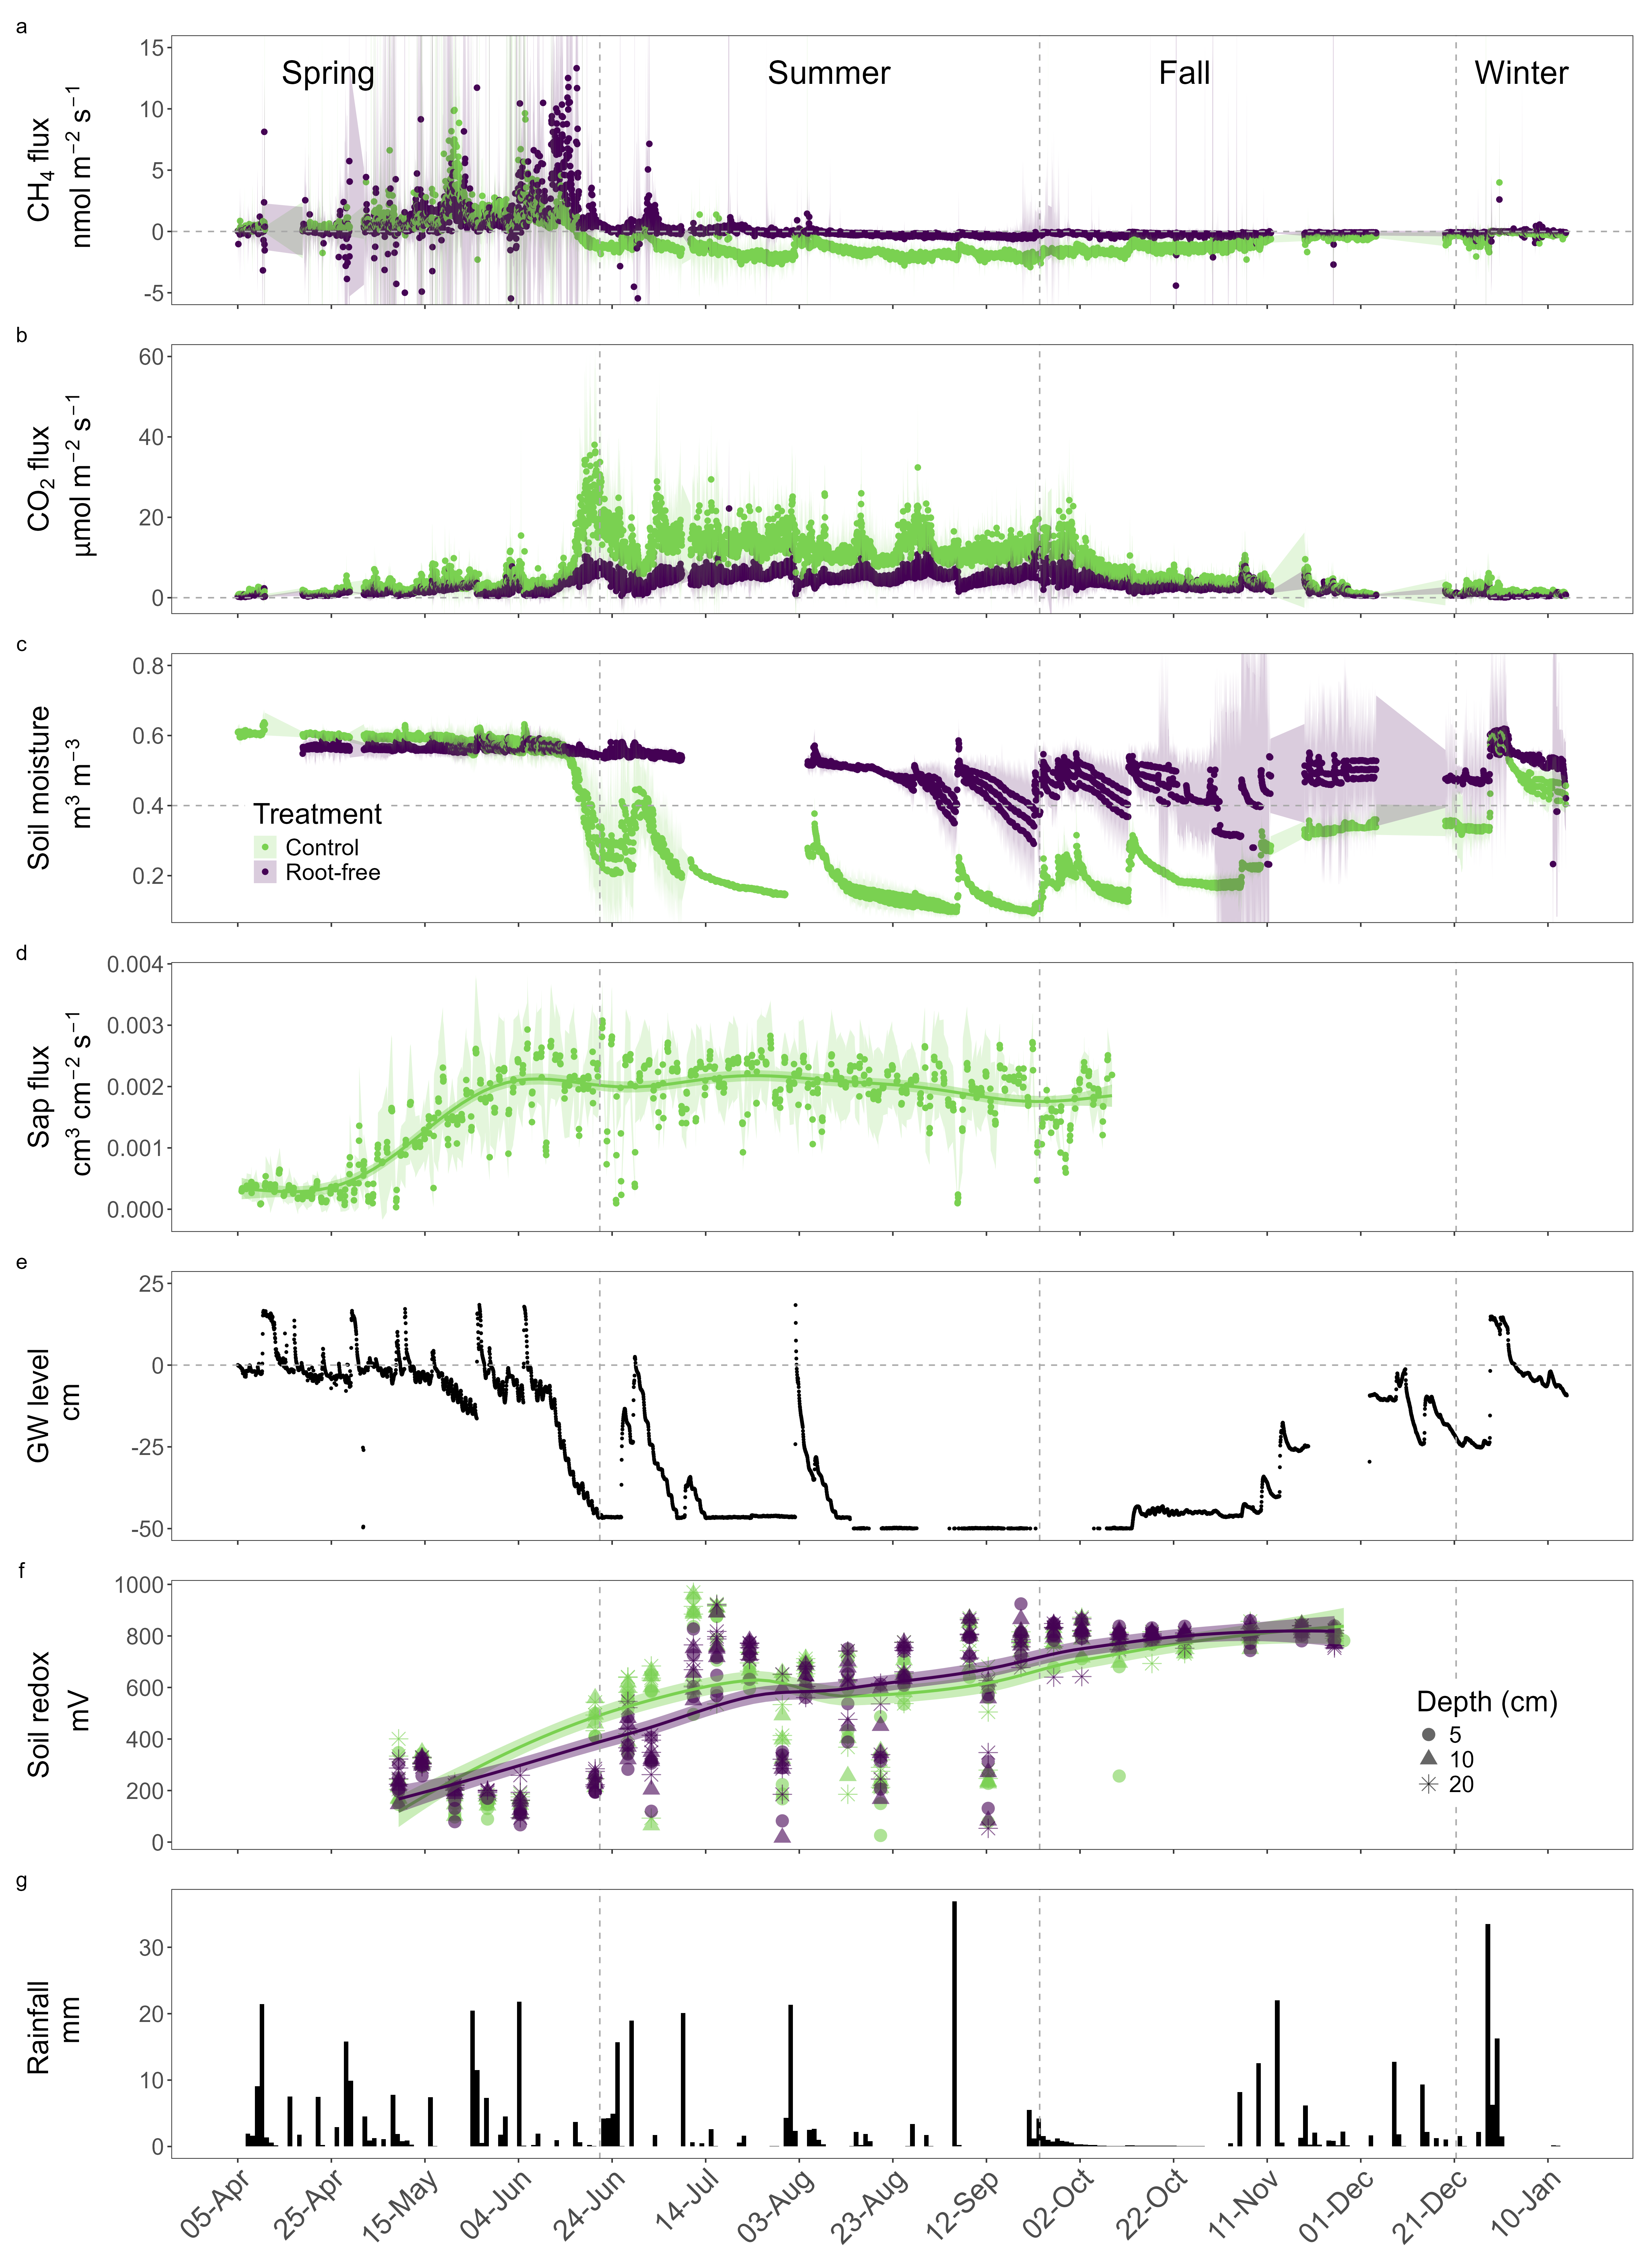 a
CH4 flux
nmol m−2 s−1
15
10
5
0
-5
Spring
Summer
Fall
Winter
b
CO2 flux
µmol m−2 s−1
60
40
20
0
c
Soil moisture
m3 m−3
0.8
0.6
0.4
0.2
Treatment
Control
Root-free
d
Sap flux
cm3 cm−2 s−1
0.004
0.003
0.002
0.001
0.000
e
GW level
cm
25
0
-25
-50
f
Soil redox
mV
1000
800
600
400
200
0
Depth (cm)
5
10
20
g
Rainfall
mm
30
20
10
0
05-Apr
25-Apr
15-May
04-Jun
24-Jun
14-Jul
03-Aug
23-Aug
12-Sep
02-Oct
22-Oct
11-Nov
01-Dec
21-Dec
10-Jan